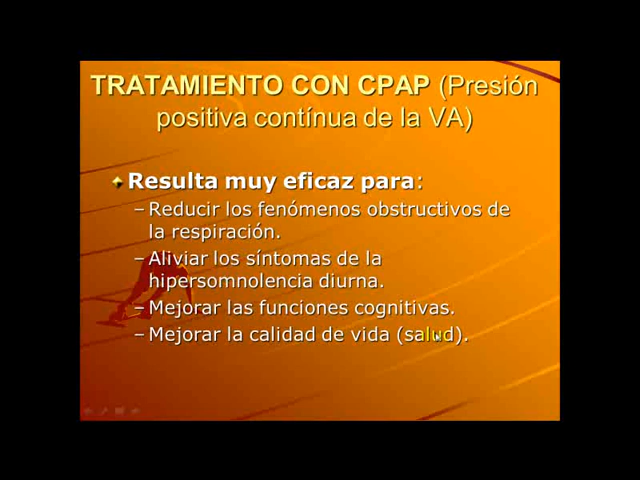 TRATAMIENTO CON CPAP (Presión
positiva contínua de la VA)
Resulta muy eficaz para:
– Reducir los fenómenos obstructivos de
la respiración.
– Aliviar los síntomas de la
hipersomnolencia diurna.
– Mejorar las funciones cognitivas.
– Mejorar la calidad de vida (salud).